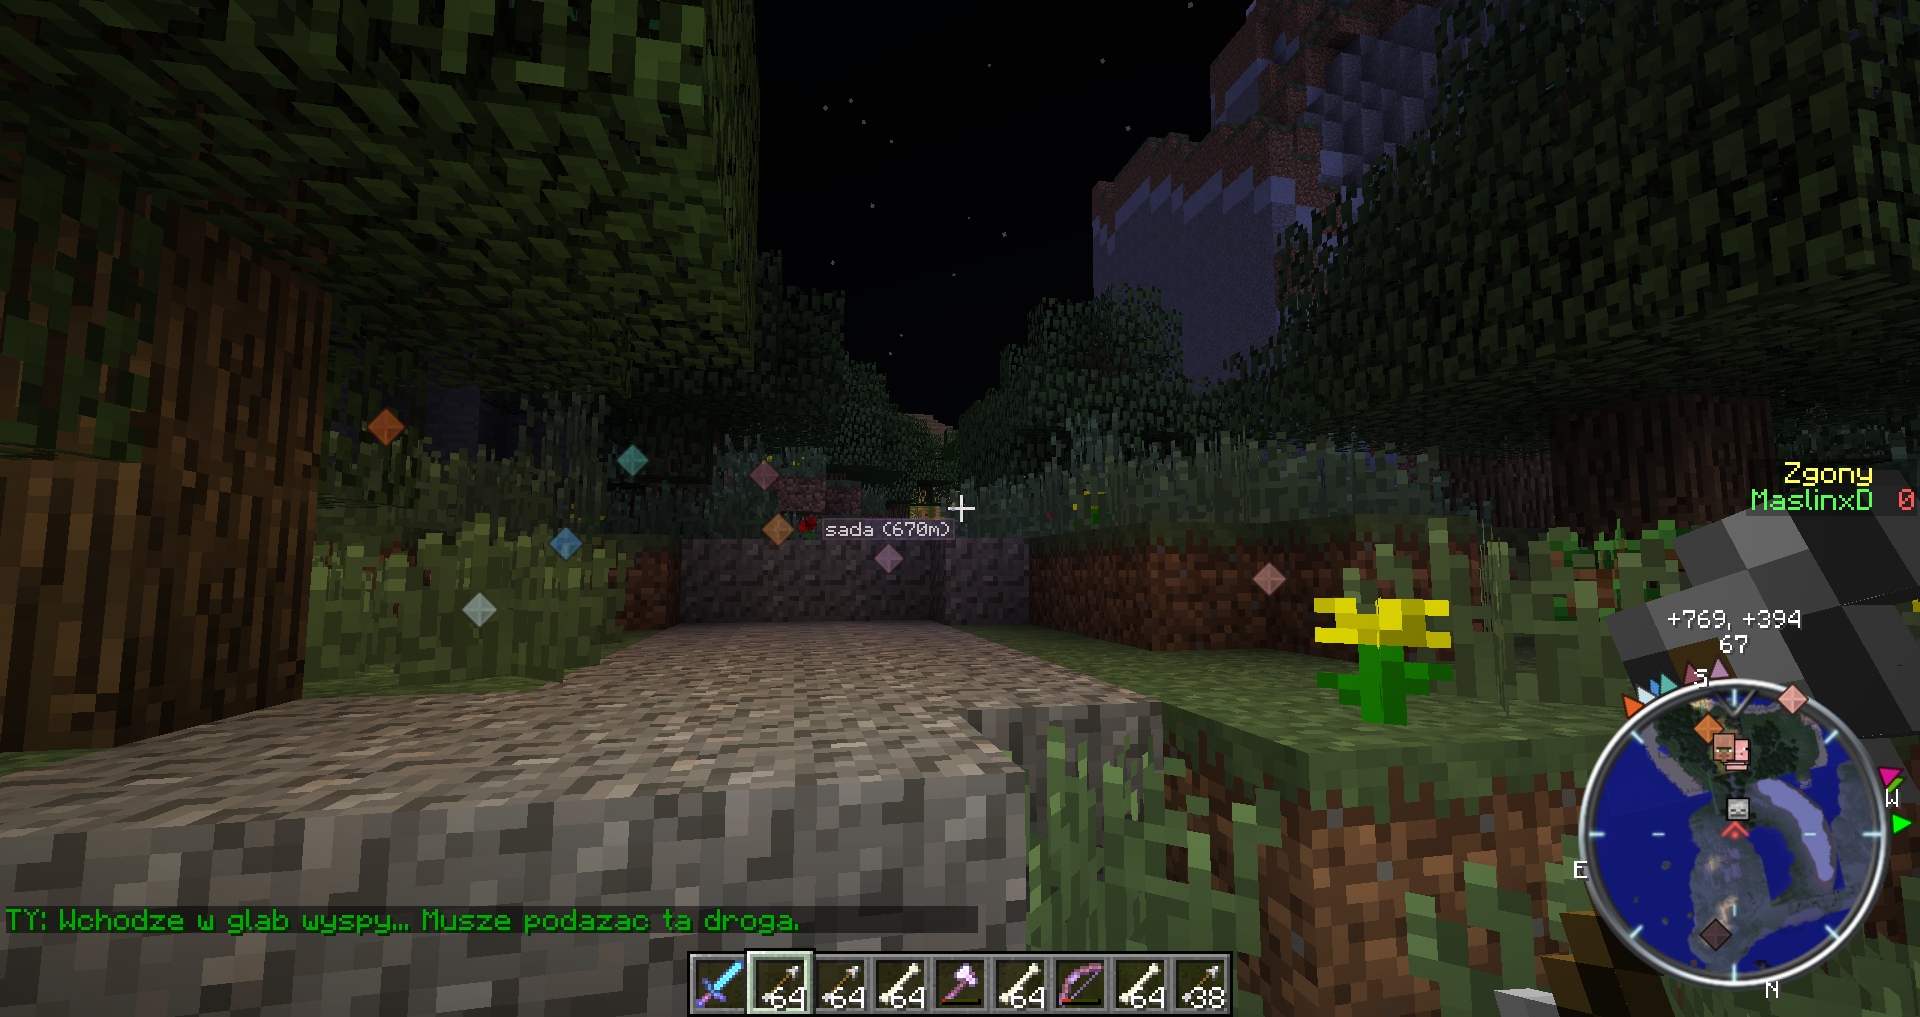 sada (670m)
Zgony
MaslinxD 0
+769, +394
67
S
W
E
N
TY: Wchodze w glab wyspy... Musze podazac ta droga.
64 64 64 64 64 38